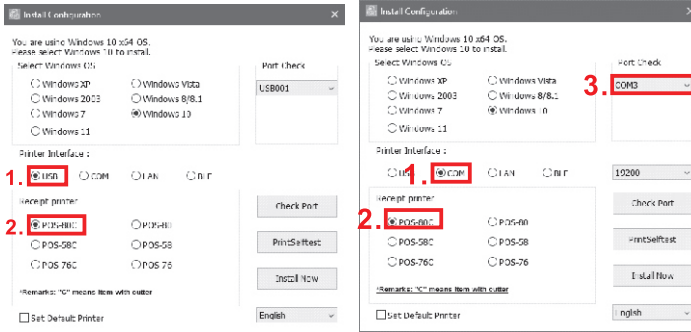 Install Configuration
You are using Windows 10 x64 OS.
Please select Windows 10 to install.
Select Windows OS
Port Check
Windows XP
Windows Vista
USB001
Windows 2003
Windows 8/8.1
Windows 7
Windows 10
Windows 11
Printer Interface :
1.
USB
COM
LAN
BLE
Receipt printer
Check Port
2.
POS-80C
POS-80
POS-58C
POS-58
PrintSelftest
POS-76C
POS-76
Install Now
*Remarks: "C" means item with cutter
Set Default Printer
English
Install Configuration
You are using Windows 10 x64 OS.
Please select Windows 10 to install.
Select Windows OS
Port Check
Windows XP
Windows Vista
3.
COM3
Windows 2003
Windows 8/8.1
Windows 7
Windows 10
Windows 11
Printer Interface :
USB
1.
COM
LAN
BLE
19200
Receipt printer
Check Port
2.
POS-80C
POS-80
POS-58C
POS-58
PrintSelftest
POS-76C
POS-76
Install Now
*Remarks: "C" means item with cutter
Set Default Printer
English